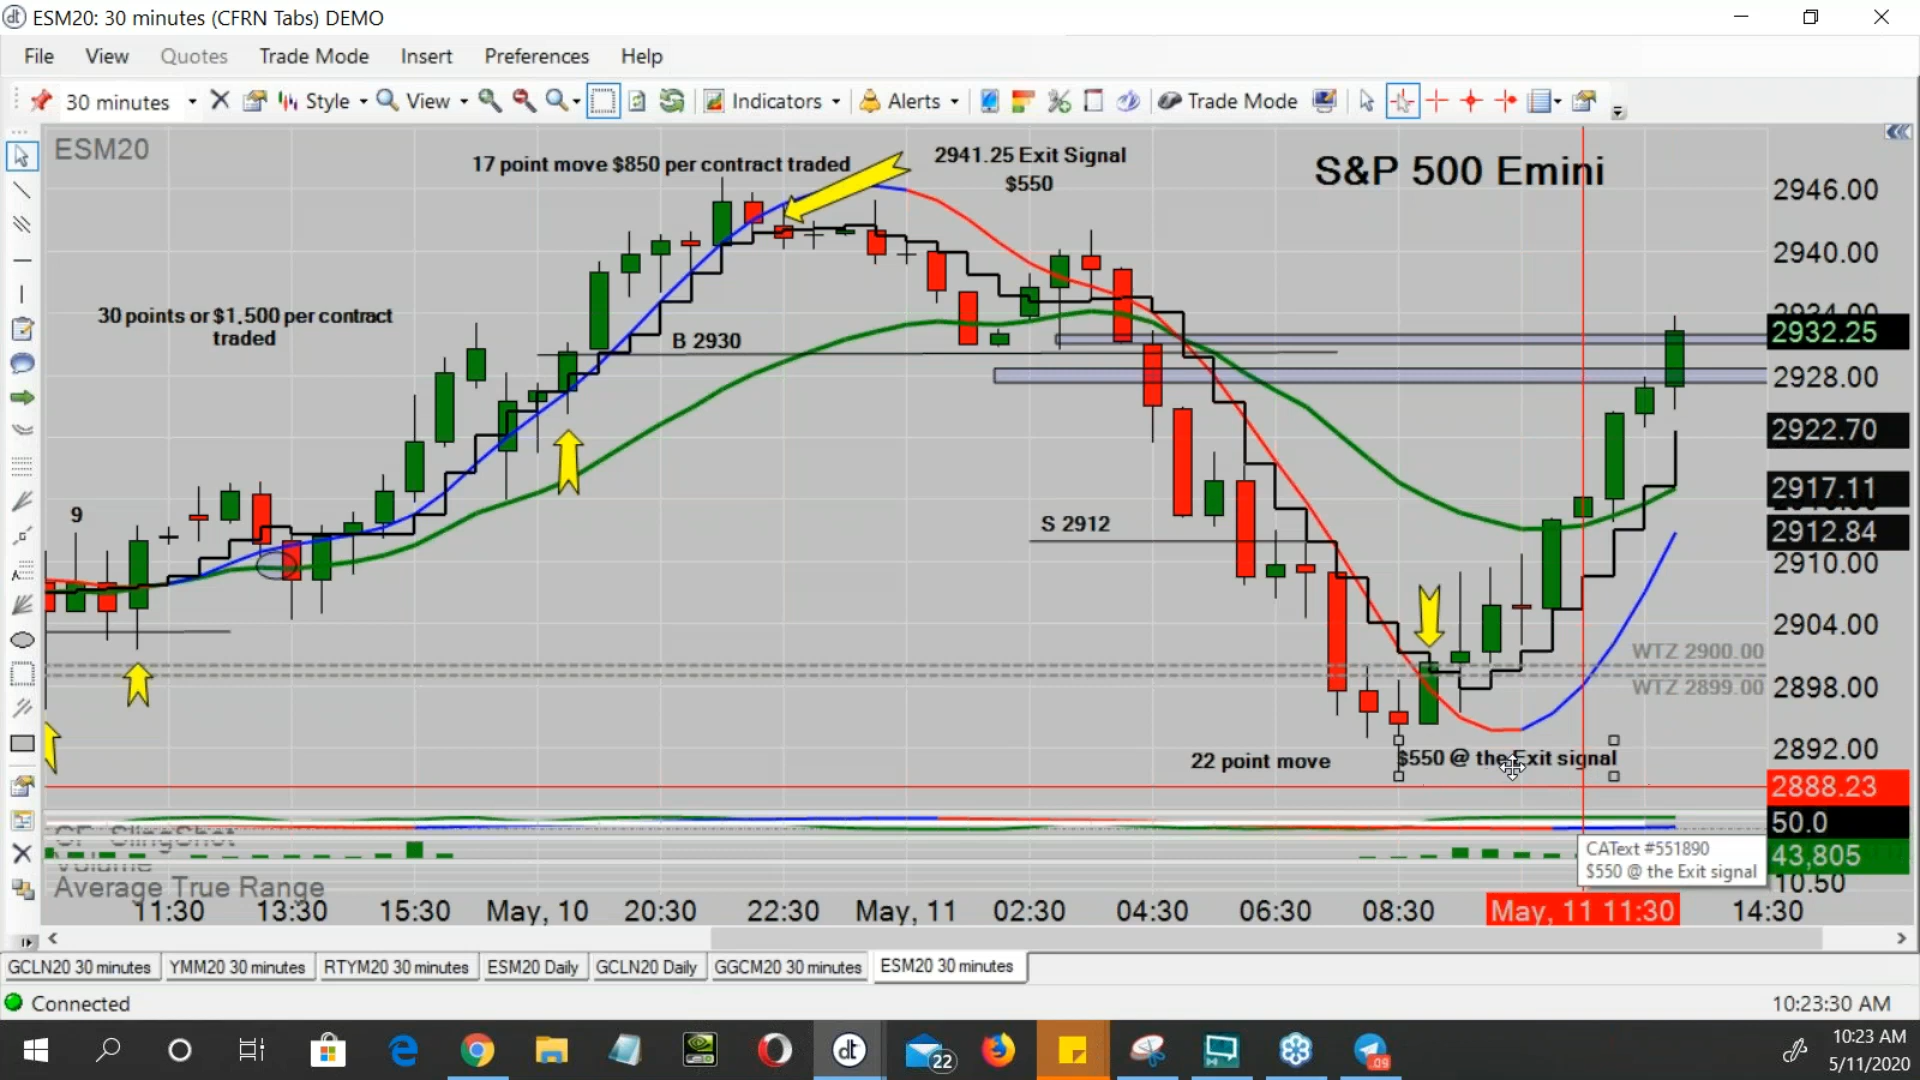 ESM20: 30 minutes (CFRN Tabs) DEMO
File View Quotes Trade Mode Insert Preferences Help
30 minutes Style View Indicators Alerts Trade Mode
ESM20
17 point move $850 per contract traded
2941.25 Exit Signal
$550
S&P 500 Emini
30 points or $1,500 per contract
traded
B 2930
9
S 2912
22 point move
$550 @ the Exit signal
WTZ 2900.00
WTZ 2899.00
2946.00
2940.00
2934.00
2932.25
2928.00
2922.70
2917.11
2912.84
2910.00
2904.00
2898.00
2892.00
2888.23
50.0
43,805
10.50
CF SlingShot
Volume
Average True Range
CAText #551890
$550 @ the Exit signal
11:30 13:30 15:30 May, 10 20:30 22:30 May, 11 02:30 04:30 06:30 08:30 May, 11 11:30 14:30
GCLN20 30 minutes YMM20 30 minutes RTYM20 30 minutes ESM20 Daily GCLN20 Daily GGCM20 30 minutes ESM20 30 minutes
Connected
10:23:30 AM
dt
22
09
10:23 AM
5/11/2020